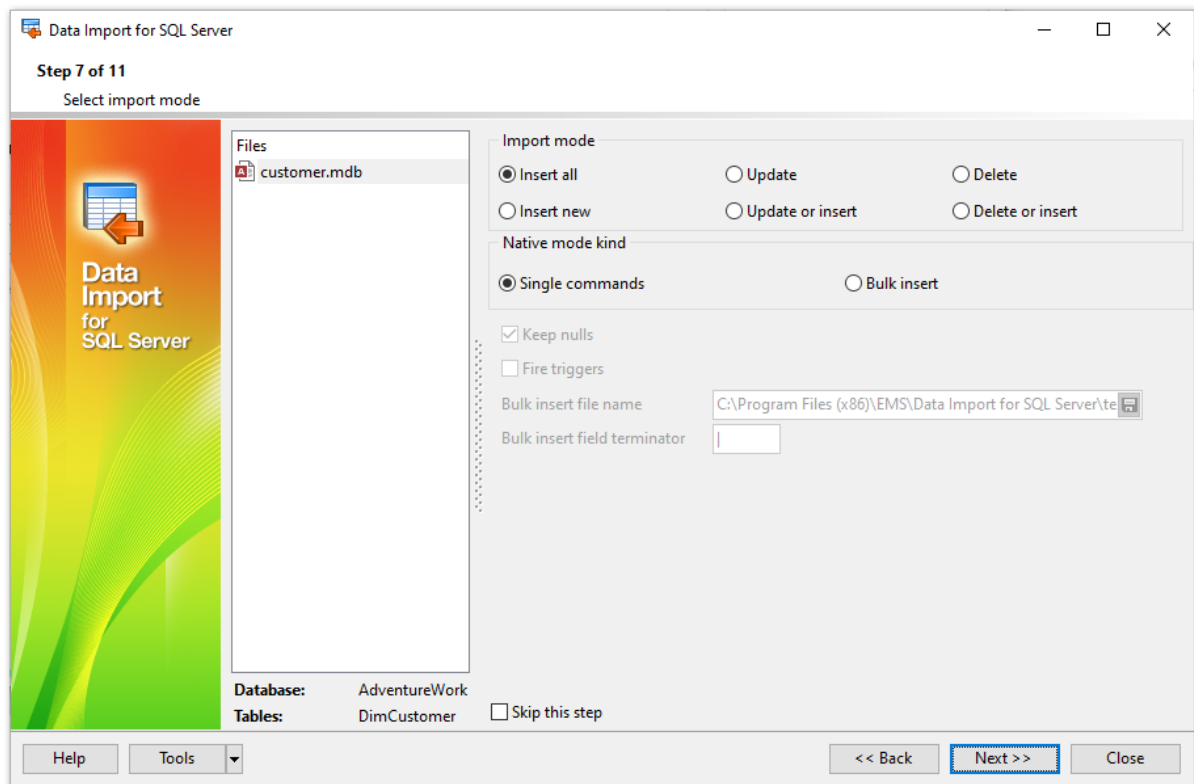 Data Import for SQL Server
Step 7 of 11
Select import mode
Data
Import
for
SQL Server
Files
customer.mdb
Database: AdventureWork
Tables: DimCustomer
Import mode
Insert all Update Delete
Insert new Update or insert Delete or insert
Native mode kind
Single commands Bulk insert
Keep nulls
Fire triggers
Bulk insert file name C:\Program Files (x86)\EMS\Data Import for SQL Server\te
Bulk insert field terminator |
Skip this step
Help Tools << Back Next >> Close